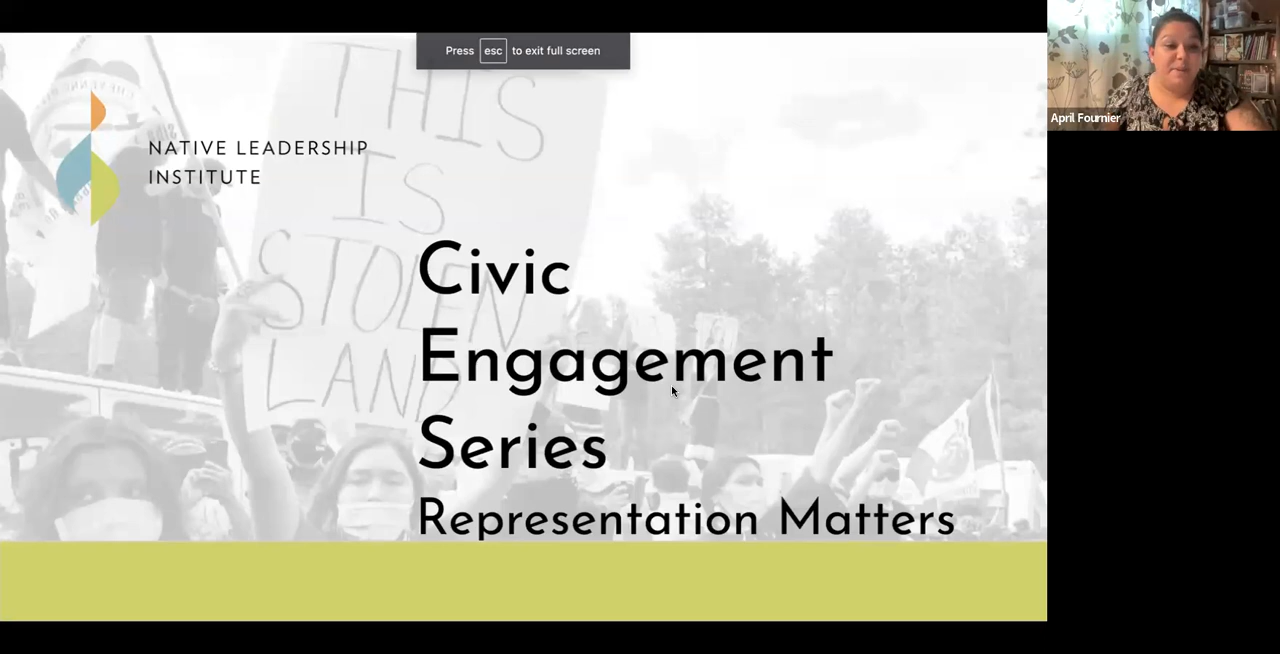 Press esc to exit full screen
April Fournier
NATIVE LEADERSHIP
INSTITUTE
THIS
IS
STOLEN
LAND
Civic
Engagement
Series
Representation Matters